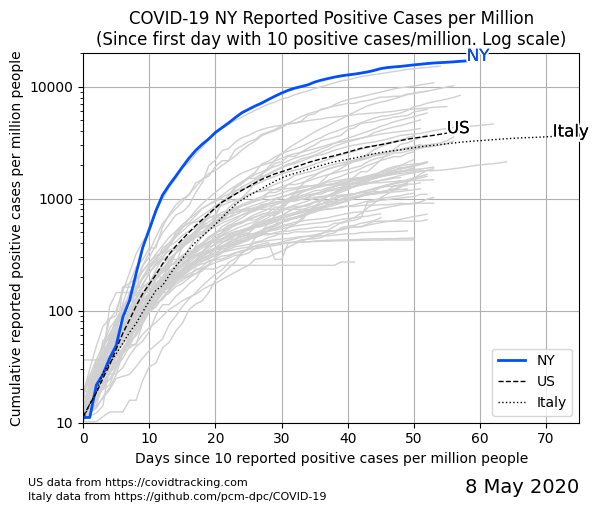 COVID-19 NY Reported Positive Cases per Million
(Since first day with 10 positive cases/million. Log scale)
Cumulative reported positive cases per million people
10000
1000
100
10
NY
US
Italy
NY
US
Italy
0 10 20 30 40 50 60 70
Days since 10 reported positive cases per million people
US data from https://covidtracking.com
Italy data from https://github.com/pcm-dpc/COVID-19
8 May 2020